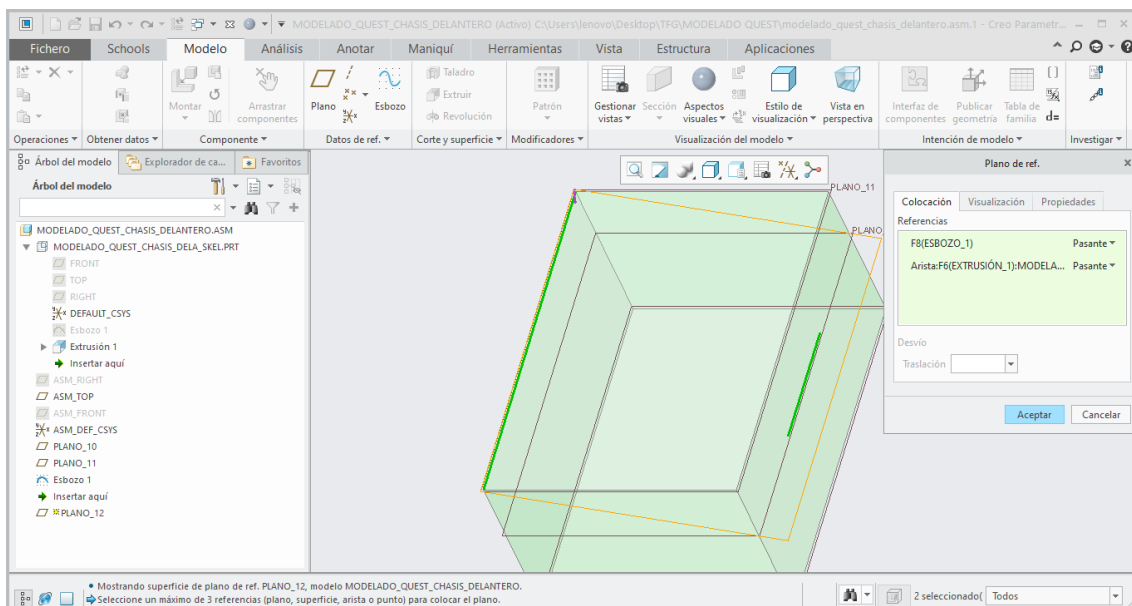 MODELADO_QUEST_CHASIS_DELANTERO (Activo) C:\Users\lenovo\Desktop\TFG\MODELADO QUEST\modelado_quest_chasis_delantero.asm.1 - Creo Parametr...
Fichero Schools Modelo Análisis Anotar Maniquí Herramientas Vista Estructura Aplicaciones
Taladro
Extruir
Revolución
Montar Arrastrar componentes
Plano Esbozo
Patrón
Gestionar vistas Sección Aspectos visuales Estilo de visualización Vista en perspectiva
Interfaz de componentes Publicar geometría Tabla de familia d=
Operaciones Obtener datos Componente Datos de ref. Corte y superficie Modificadores Visualización del modelo Intención de modelo Investigar
Árbol del modelo Explorador de ca... Favoritos
Árbol del modelo
MODELADO_QUEST_CHASIS_DELANTERO.ASM
MODELADO_QUEST_CHASIS_DELA_SKEL.PRT
FRONT
TOP
RIGHT
DEFAULT_CSYS
Esbozo 1
Extrusión 1
Insertar aquí
ASM_RIGHT
ASM_TOP
ASM_FRONT
ASM_DEF_CSYS
PLANO_10
PLANO_11
Esbozo 1
Insertar aquí
PLANO_12
PLANO_11
PLANO
Plano de ref.
Colocación Visualización Propiedades
Referencias
F8(ESBOZO_1) Pasante
Arista:F6(EXTRUSIÓN_1):MODELA... Pasante
Desvío
Traslación
Aceptar Cancelar
• Mostrando superficie de plano de ref. PLANO_12, modelo MODELADO_QUEST_CHASIS_DELANTERO.
Seleccione un máximo de 3 referencias (plano, superficie, arista o punto) para colocar el plano.
2 seleccionado( Todos